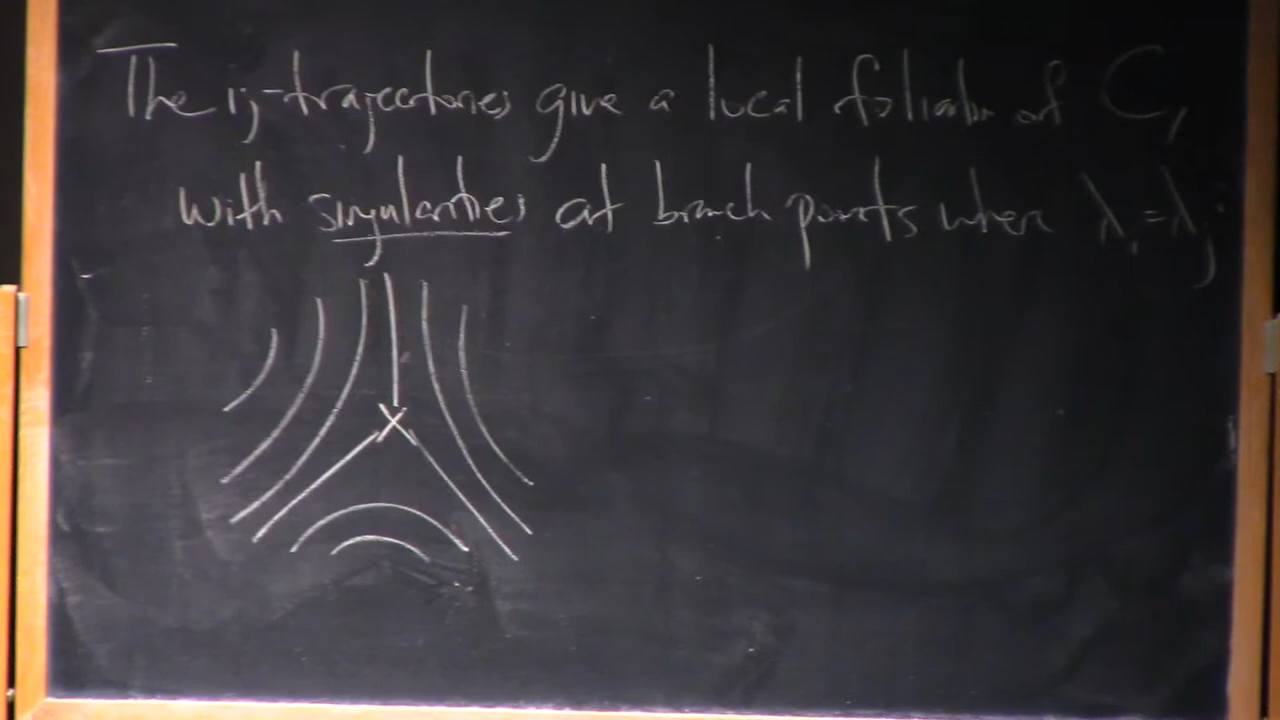 The ij-trajectories give a local foliation of C,
with singularities at branch points where λi = λj